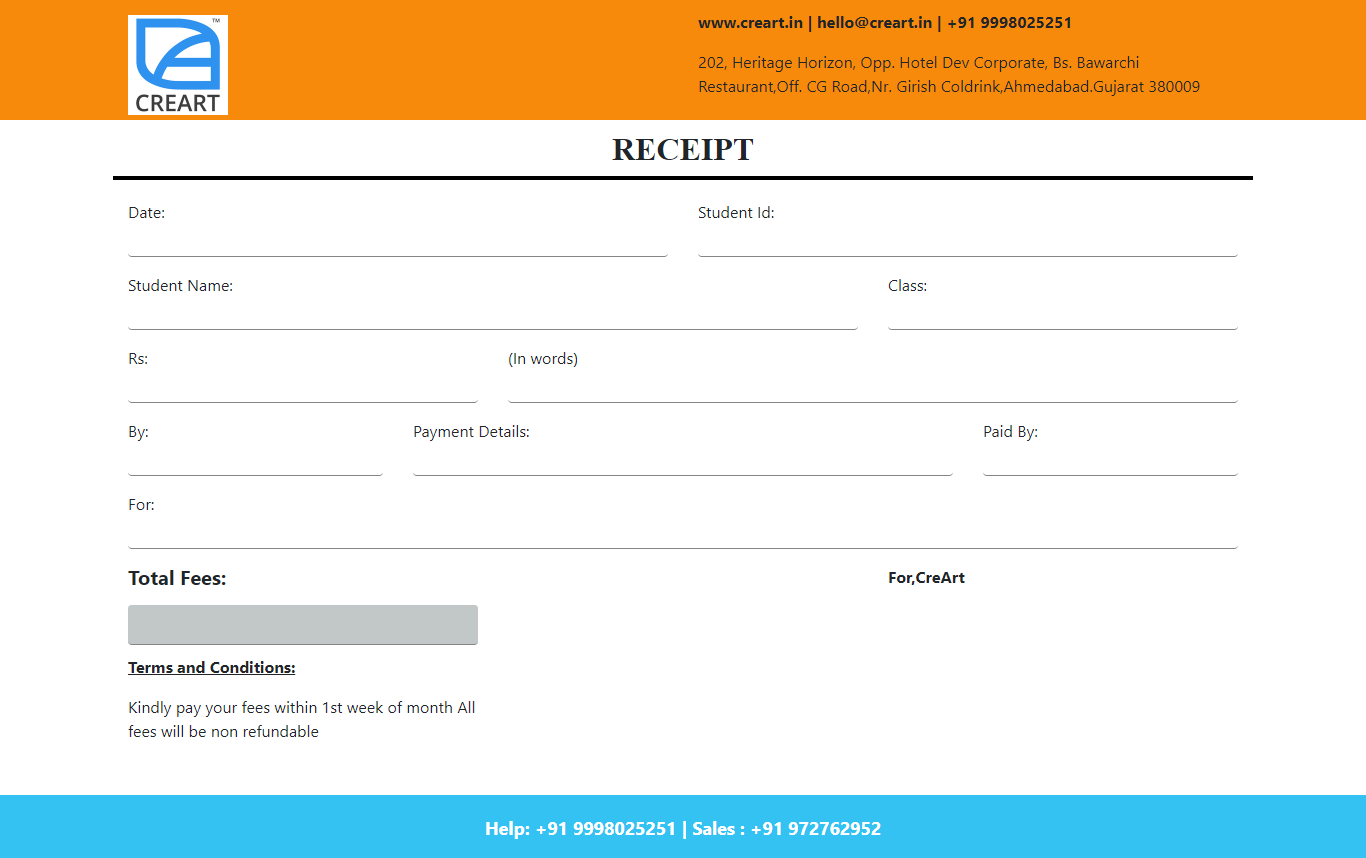 ™
CREART
www.creart.in | hello@creart.in | +91 9998025251
202, Heritage Horizon, Opp. Hotel Dev Corporate, Bs. Bawarchi
Restaurant,Off. CG Road,Nr. Girish Coldrink,Ahmedabad.Gujarat 380009
RECEIPT
Date: Student Id:
Student Name: Class:
Rs: (In words)
By: Payment Details: Paid By:
For:
Total Fees: For,CreArt
Terms and Conditions:
Kindly pay your fees within 1st week of month All
fees will be non refundable
Help: +91 9998025251 | Sales : +91 972762952